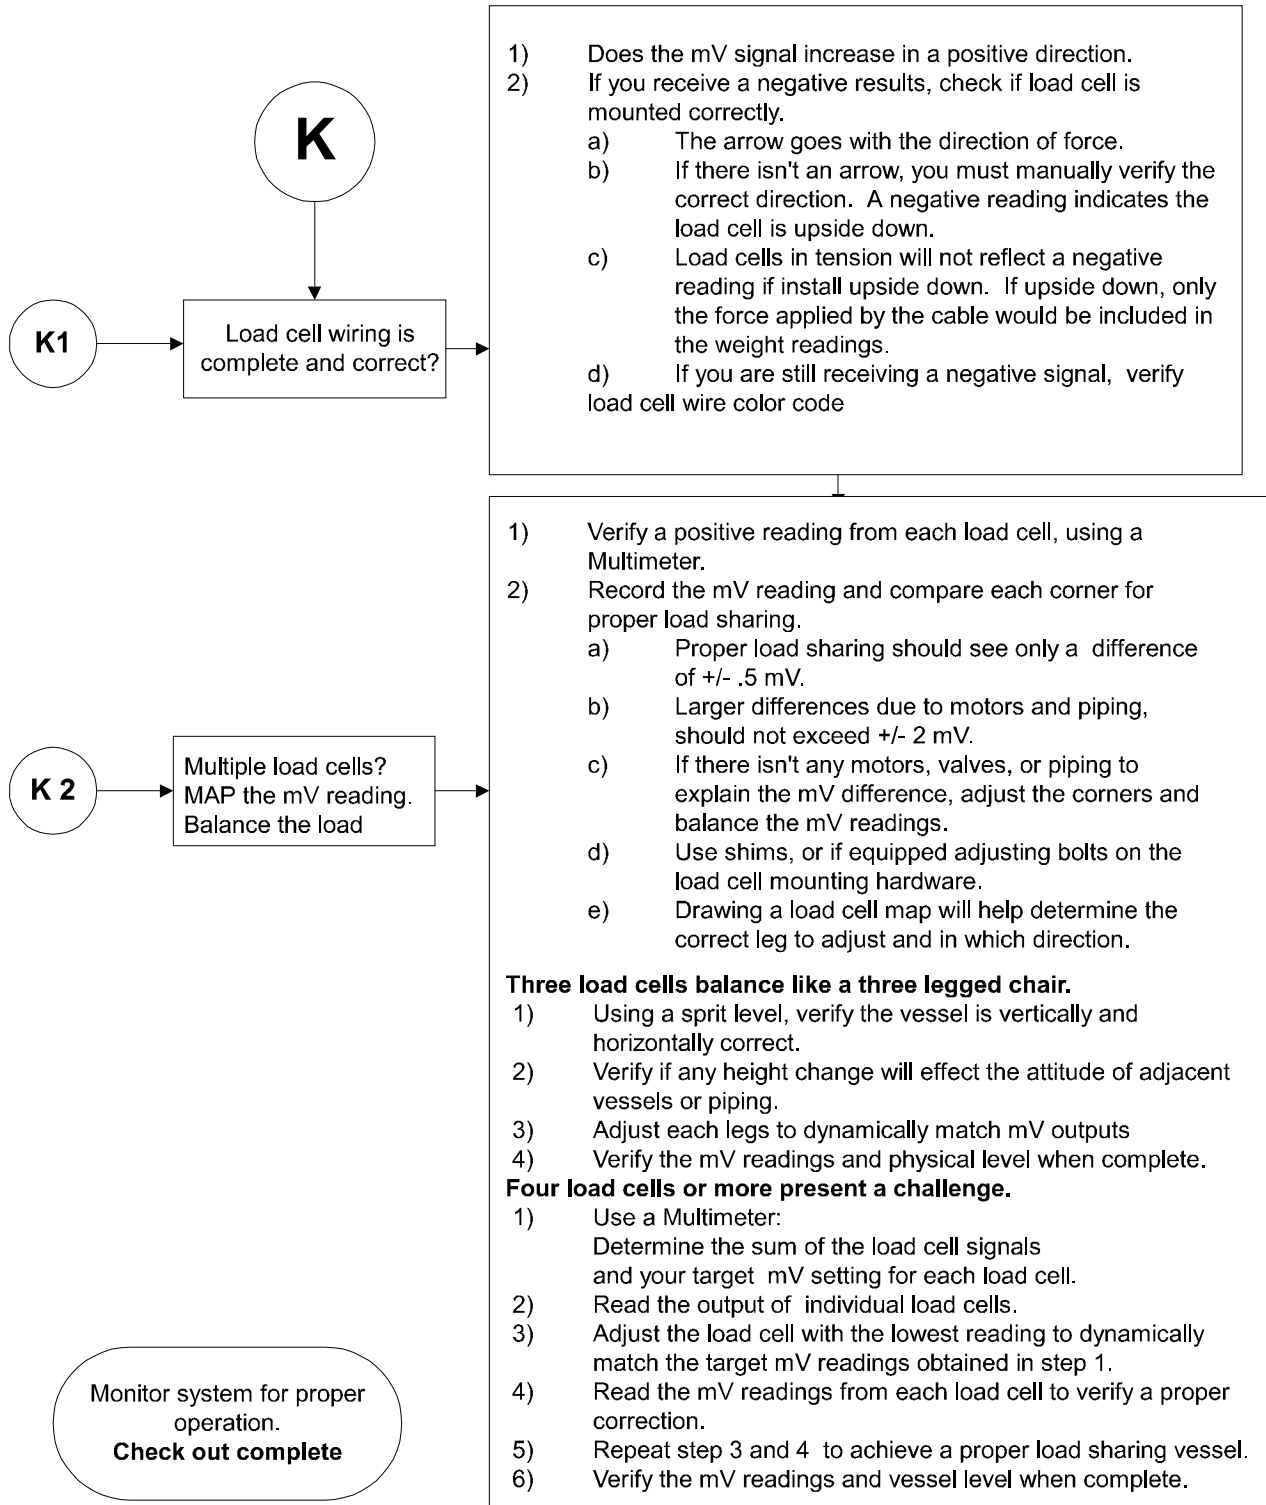 K
K1
Load cell wiring is
complete and correct?
1) Does the mV signal increase in a positive direction.
2) If you receive a negative results, check if load cell is
mounted correctly.
a) The arrow goes with the direction of force.
b) If there isn't an arrow, you must manually verify the
correct direction. A negative reading indicates the
load cell is upside down.
c) Load cells in tension will not reflect a negative
reading if install upside down. If upside down, only
the force applied by the cable would be included in
the weight readings.
d) If you are still receiving a negative signal, verify
load cell wire color code
K 2
Multiple load cells?
MAP the mV reading.
Balance the load
1) Verify a positive reading from each load cell, using a
Multimeter.
2) Record the mV reading and compare each corner for
proper load sharing.
a) Proper load sharing should see only a difference
of +/- .5 mV.
b) Larger differences due to motors and piping,
should not exceed +/- 2 mV.
c) If there isn't any motors, valves, or piping to
explain the mV difference, adjust the corners and
balance the mV readings.
d) Use shims, or if equipped adjusting bolts on the
load cell mounting hardware.
e) Drawing a load cell map will help determine the
correct leg to adjust and in which direction.
Three load cells balance like a three legged chair.
1) Using a sprit level, verify the vessel is vertically and
horizontally correct.
2) Verify if any height change will effect the attitude of adjacent
vessels or piping.
3) Adjust each legs to dynamically match mV outputs
4) Verify the mV readings and physical level when complete.
Four load cells or more present a challenge.
1) Use a Multimeter:
Determine the sum of the load cell signals
and your target mV setting for each load cell.
2) Read the output of individual load cells.
3) Adjust the load cell with the lowest reading to dynamically
match the target mV readings obtained in step 1.
4) Read the mV readings from each load cell to verify a proper
correction.
5) Repeat step 3 and 4 to achieve a proper load sharing vessel.
6) Verify the mV readings and vessel level when complete.
Monitor system for proper
operation.
Check out complete